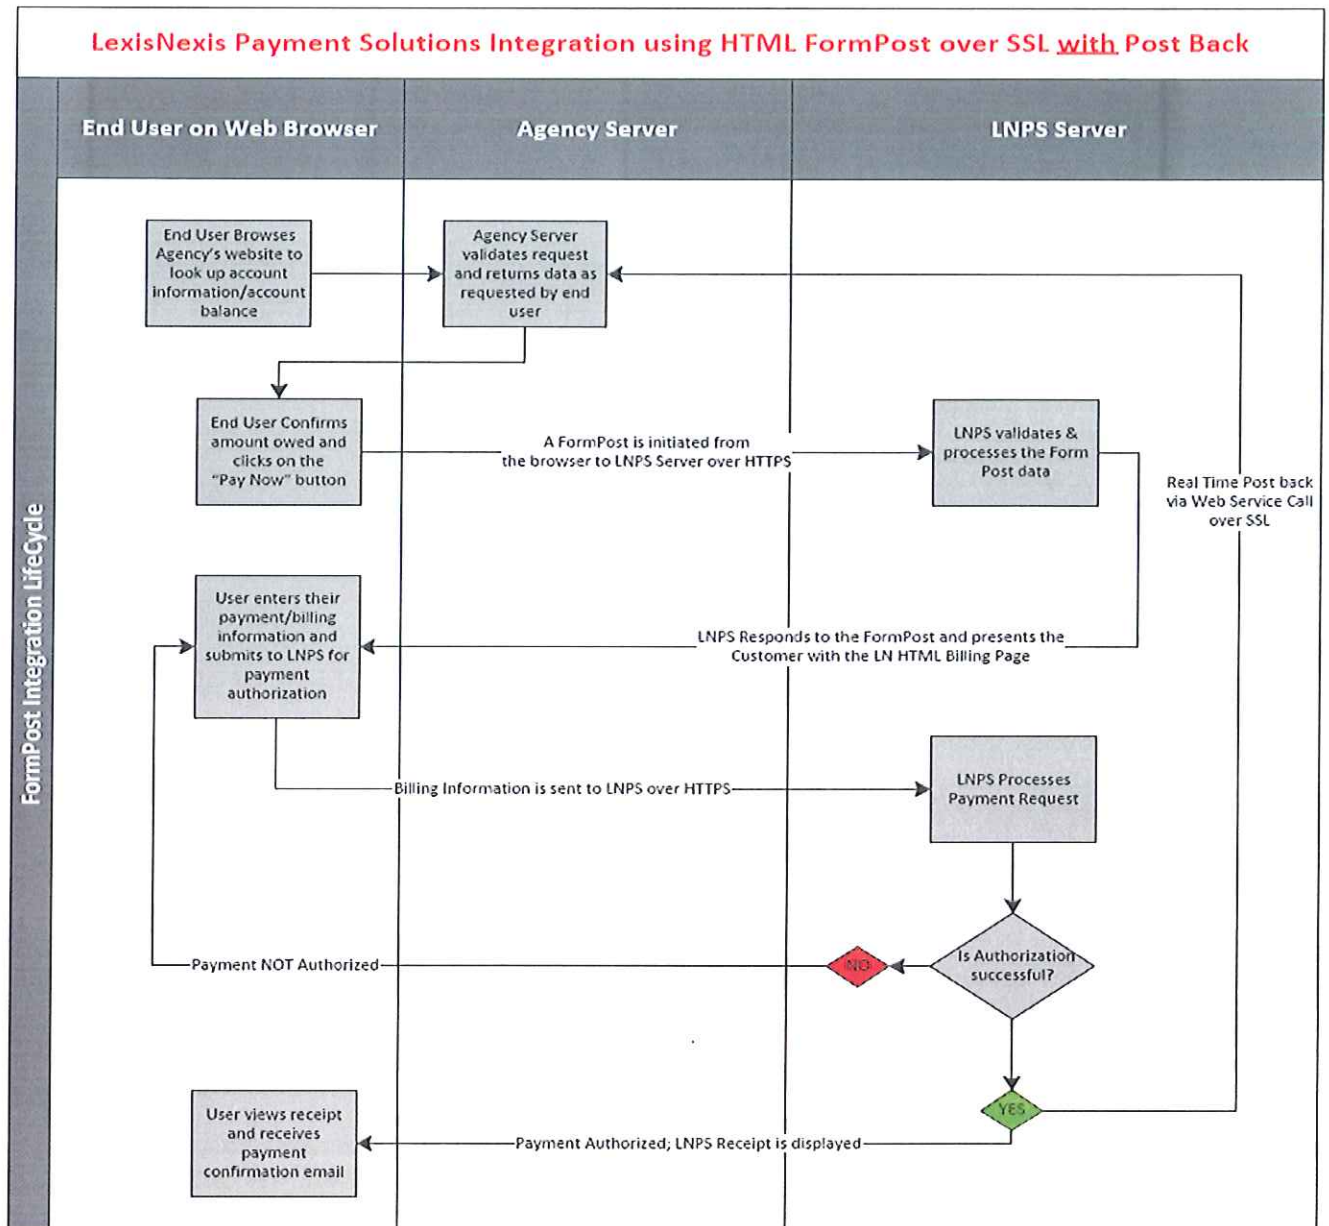 LexisNexis Payment Solutions Integration using HTML FormPost over SSL with Post Back
End User on Web Browser
Agency Server
LNPS Server
FormPost Integration LifeCycle
End User Browses
Agency's website to
look up account
information/account
balance
Agency Server
validates request
and returns data as
requested by end
user
End User Confirms
amount owed and
clicks on the
"Pay Now" button
A FormPost is initiated from
the browser to LNPS Server over HTTPS
LNPS validates &
processes the Form
Post data
Real Time Post back
via Web Service Call
over SSL
User enters their
payment/billing
information and
submits to LNPS for
payment
authorization
LNPS Responds to the FormPost and presents the
Customer with the LN HTML Billing Page
Billing Information is sent to LNPS over HTTPS
LNPS Processes
Payment Request
Is Authorization
successful?
NO
Payment NOT Authorized
YES
Payment Authorized; LNPS Receipt is displayed
User views receipt
and receives
payment
confirmation email